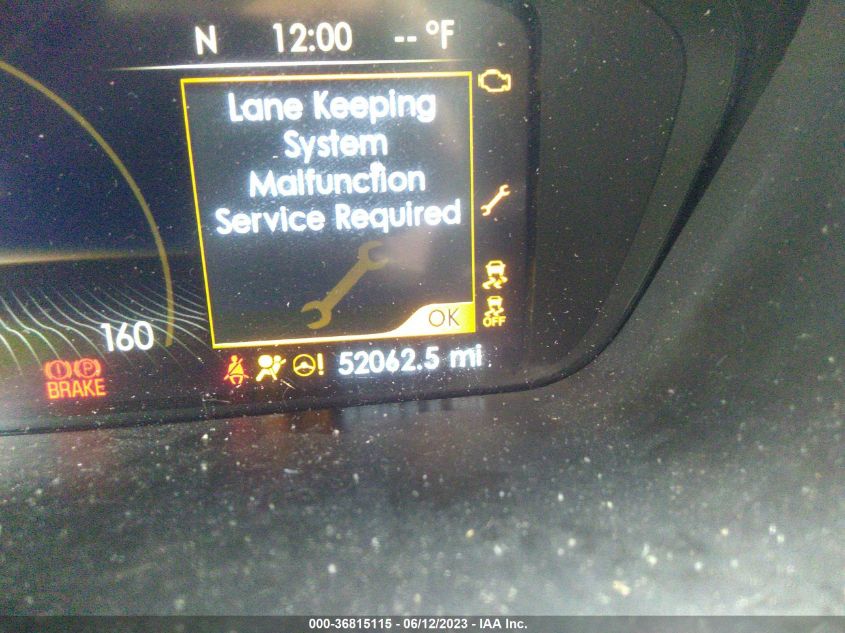 N 12:00 -- °F
Lane Keeping
System
Malfunction
Service Required
OK
OFF
160
BRAKE
52062.5 mi
000-36815115 - 06/12/2023 - IAA Inc.